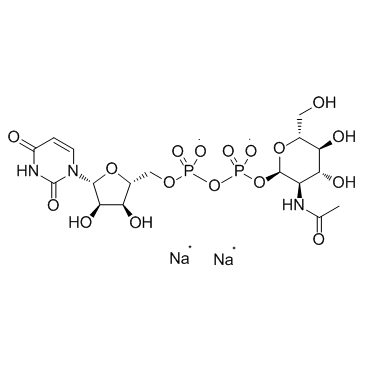 OH
O OH
O O O O O
NH N O P P
O O O OH
O HN
HO OH
O
Na Na